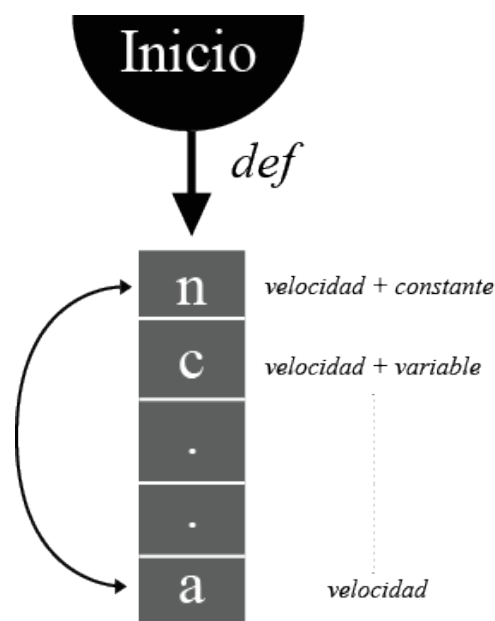 Inicio
def
n velocidad + constante
c velocidad + variable
.
.
a velocidad